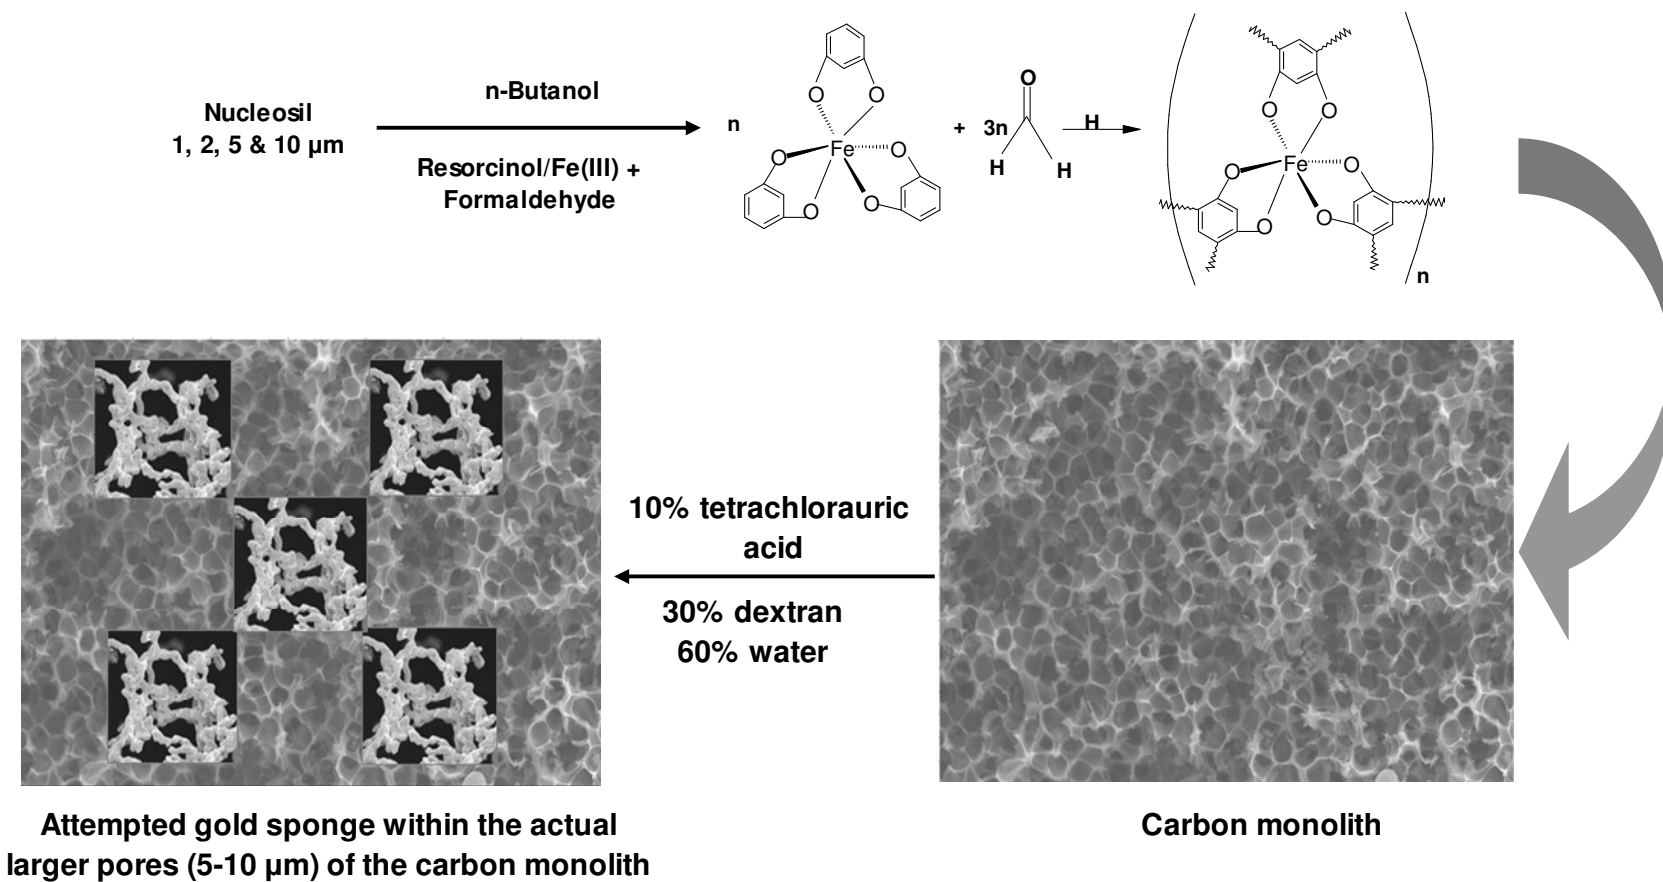 Nucleosil
1, 2, 5 & 10 µm
n-Butanol
Resorcinol/Fe(III) +
Formaldehyde
n
O
O
O
Fe
O
O
O
+
3n
O
H
H
H
O
O
O
Fe
O
O
O
n
10% tetrachlorauric
acid
30% dextran
60% water
Attempted gold sponge within the actual
larger pores (5-10 µm) of the carbon monolith
Carbon monolith